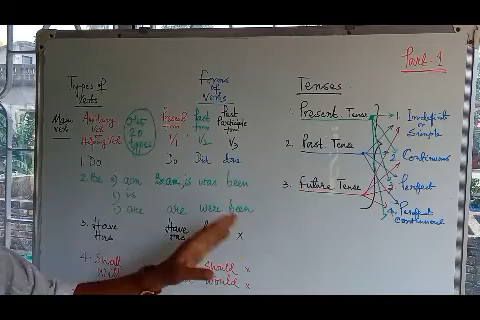 Part-1
Types of Verbs
Forms of Verbs
Tenses
Main verb
Auxiliary verb or Helping Verb
20 types
Present form V1
Past form V2
Past Participle form V3
1. Do Do Did done
2. Be i) am is was been
ii) is
i) are are were been
3. Have Have
Has Has x
4. Shall Should x
Will Would x
1. Present Tense
2. Past Tense
3. Future Tense
1. Indefinite or Simple
2 Continuous
3 Perfect
4. Perfect continuous